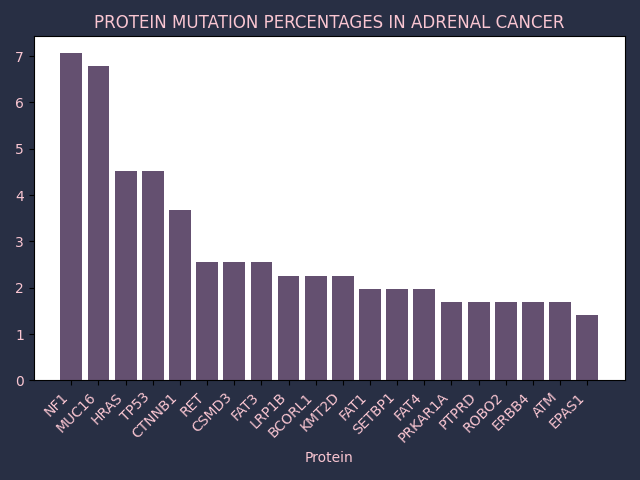 PROTEIN MUTATION PERCENTAGES IN ADRENAL CANCER
7
6
5
4
3
2
1
0
NF1
MUC16
HRAS
TP53
CTNNB1
RET
CSMD3
FAT3
LRP1B
BCORL1
KMT2D
FAT1
SETBP1
FAT4
PRKAR1A
PTPRD
ROBO2
ERBB4
ATM
EPAS1
Protein